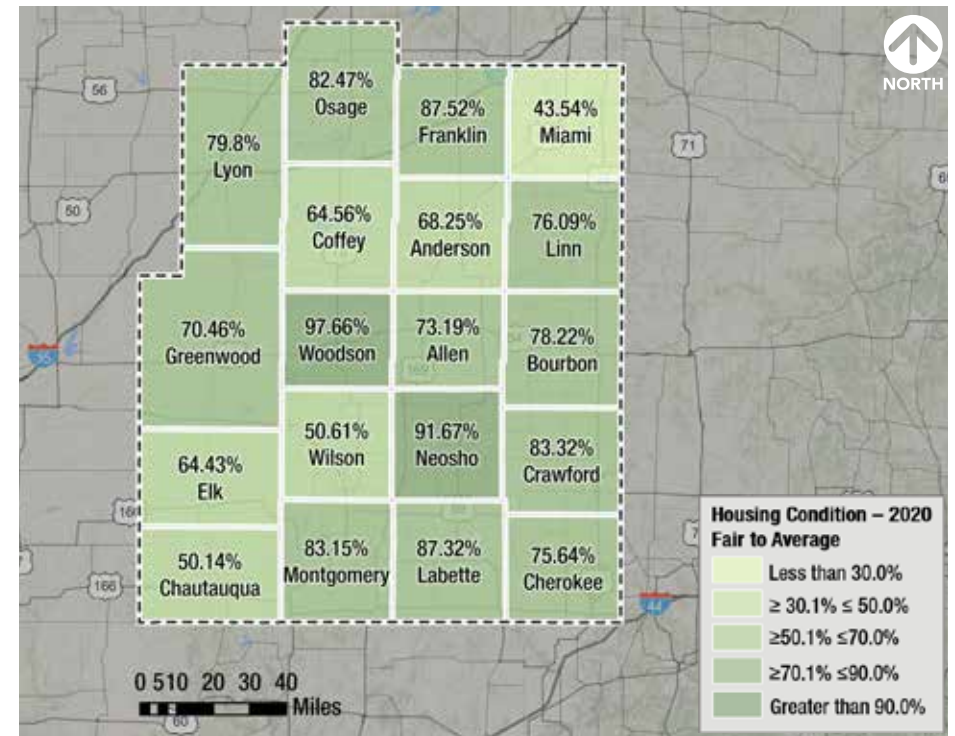 NORTH
56
82.47%
Osage
87.52%
Franklin
43.54%
Miami
71
79.8%
Lyon
50
64.56%
Coffey
68.25%
Anderson
76.09%
Linn
70.46%
Greenwood
97.66%
Woodson
73.19%
Allen
78.22%
Bourbon
35
50.61%
Wilson
91.67%
Neosho
83.32%
Crawford
64.43%
Elk
166
50.14%
Chautauqua
83.15%
Montgomery
87.32%
Labette
75.64%
Cherokee
166
44
Housing Condition – 2020
Fair to Average
Less than 30.0%
≥ 30.1% ≤ 50.0%
≥50.1% ≤70.0%
≥70.1% ≤90.0%
Greater than 90.0%
0 510 20 30 40
Miles
60